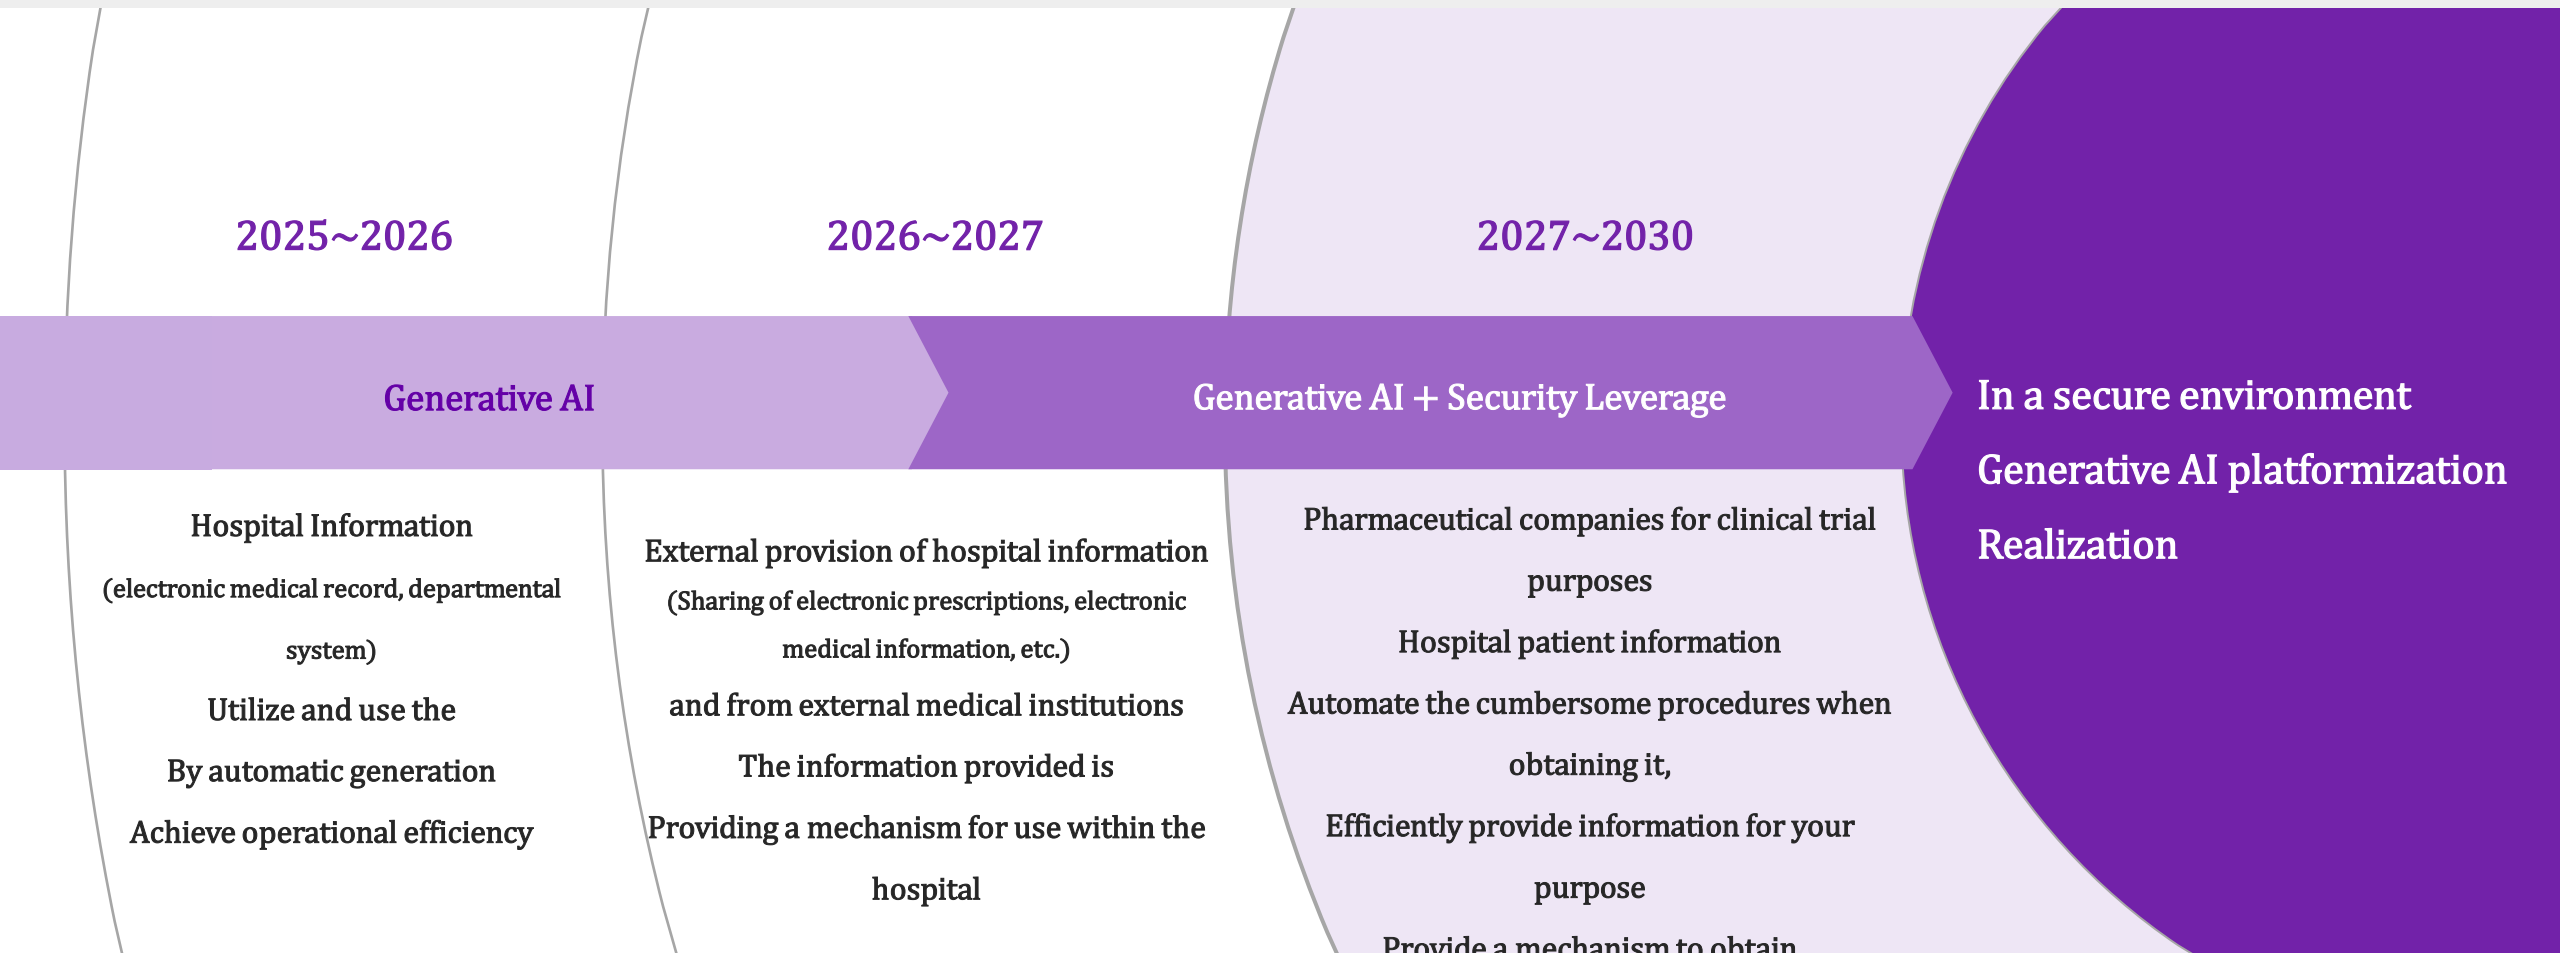 2025~2026
2026~2027
2027~2030
Generative AI
Generative AI + Security Leverage
In a secure environment
Generative AI platformization
Realization
Hospital Information
(electronic medical record, departmental
system)
Utilize and use the
By automatic generation
Achieve operational efficiency
External provision of hospital information
(Sharing of electronic prescriptions, electronic
medical information, etc.)
and from external medical institutions
The information provided is
Providing a mechanism for use within the
hospital
Pharmaceutical companies for clinical trial
purposes
Hospital patient information
Automate the cumbersome procedures when
obtaining it,
Efficiently provide information for your
purpose
Provide a mechanism to obtain